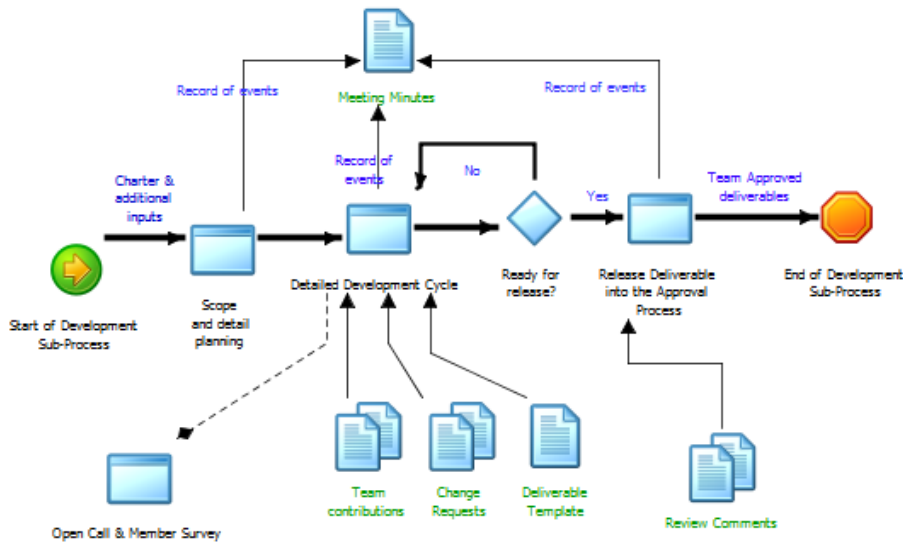 Record of events
Meeting Minutes
Record of events
Charter &
additional
inputs
Record of
events
No
Yes
Team Approved
deliverables
Start of Development
Sub-Process
Scope
and detail
planning
Detailed Development Cycle
Ready for
release?
Release Deliverable
into the Approval
Process
End of Development
Sub-Process
Open Call & Member Survey
Team
contributions
Change
Requests
Deliverable
Template
Review Comments